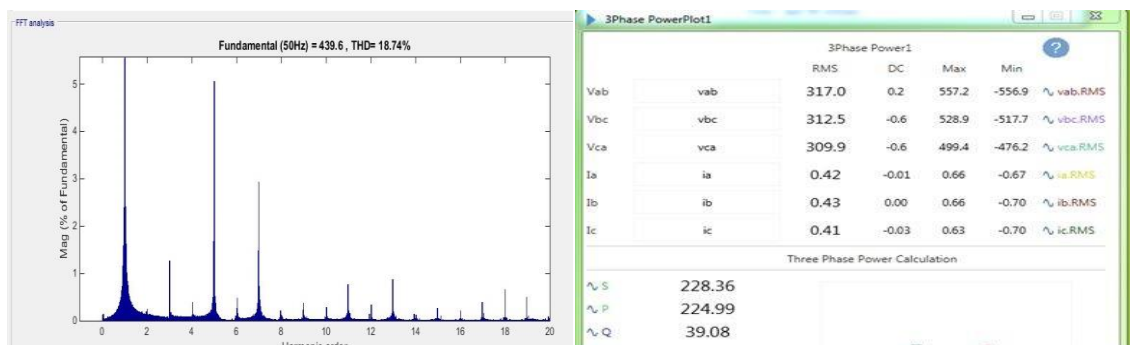 FFT analysis
Fundamental (50Hz) = 439.6 , THD= 18.74%
Mag (% of Fundamental)
5
4
3
2
1
0 2 4 6 8 10 12 14 16 18 20
3Phase PowerPlot1
?
3Phase Power1
RMS DC Max Min
Vab vab 317.0 0.2 557.2 -556.9 vab.RMS
Vbc vbc 312.5 -0.6 528.9 -517.7 vbc.RMS
Vca vca 309.9 -0.6 499.4 -476.2 vca.RMS
Ia ia 0.42 -0.01 0.66 -0.67 ia.RMS
Ib ib 0.43 0.00 0.66 -0.70 ib.RMS
Ic ic 0.41 -0.03 0.63 -0.70 ic.RMS
Three Phase Power Calculation
S 228.36
P 224.99
Q 39.08